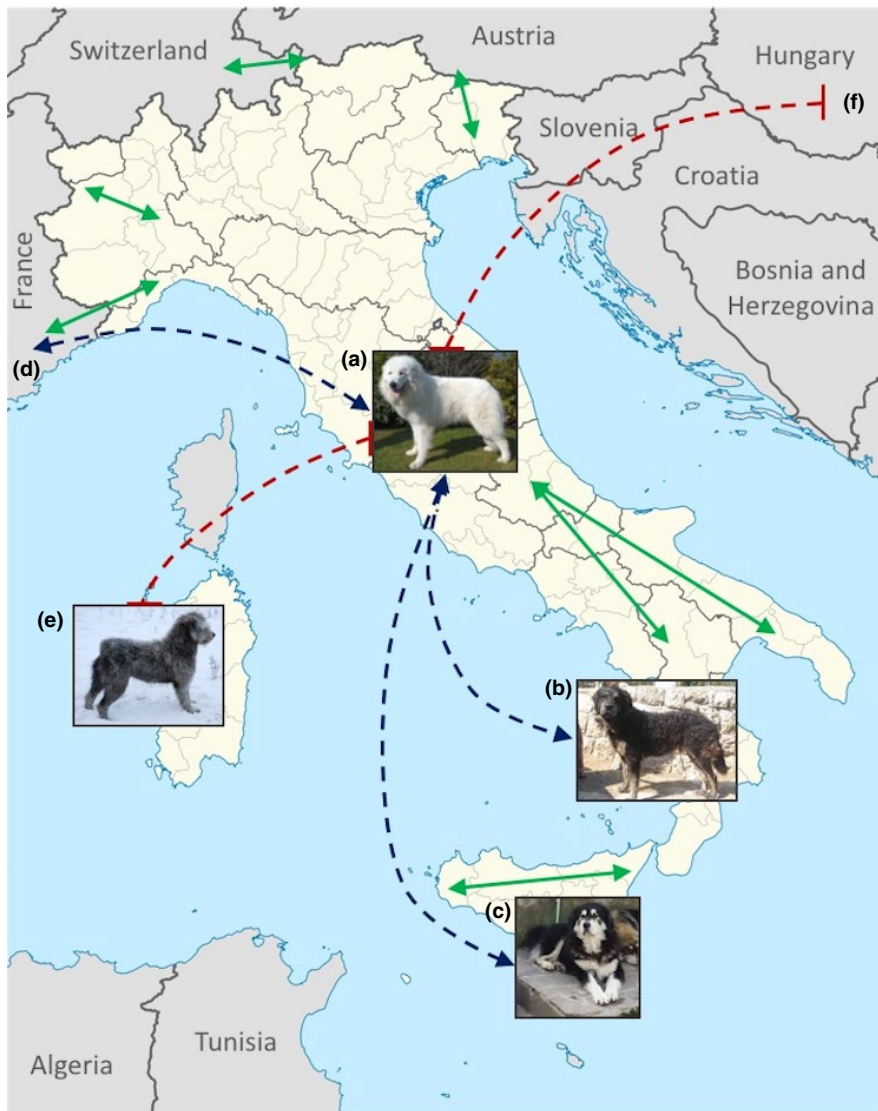 Austria
Switzerland
Hungary
(f)
Slovenia
Croatia
France
Bosnia and
Herzegovina
(a)
(d)
(e)
(b)
(c)
Tunisia
Algeria